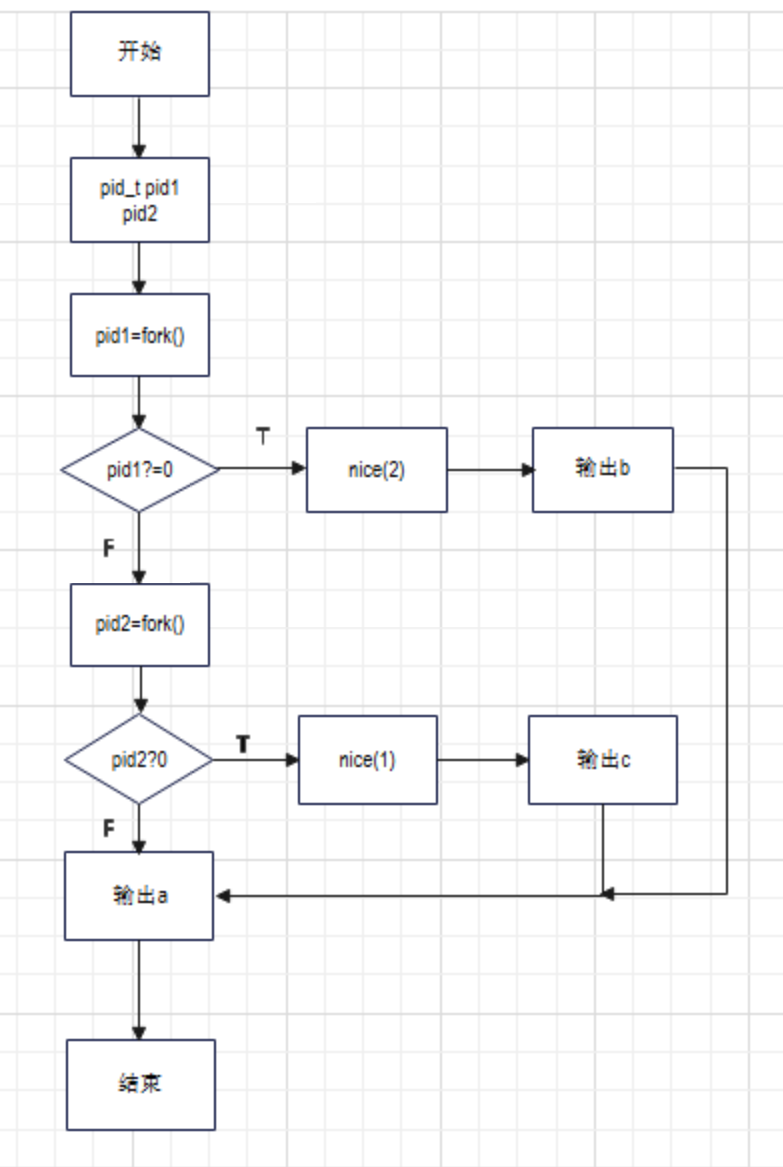 开始
pid_t pid1
pid2
pid1=fork()
pid1?=0
T
nice(2)
输出b
F
pid2=fork()
pid2?0
T
nice(1)
输出c
F
输出a
结束